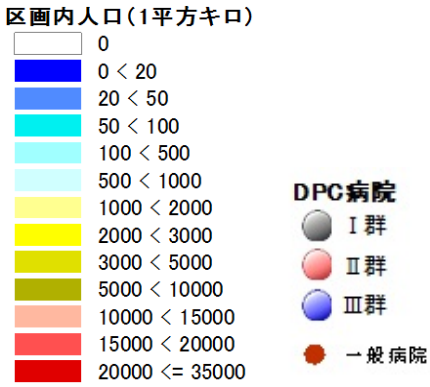 区画内人口(1平方キロ)
0
0 < 20
20 < 50
50 < 100
100 < 500
500 < 1000
1000 < 2000
2000 < 3000
3000 < 5000
5000 < 10000
10000 < 15000
15000 < 20000
20000 <= 35000
DPC病院
Ⅰ群
Ⅱ群
Ⅲ群
一般病院